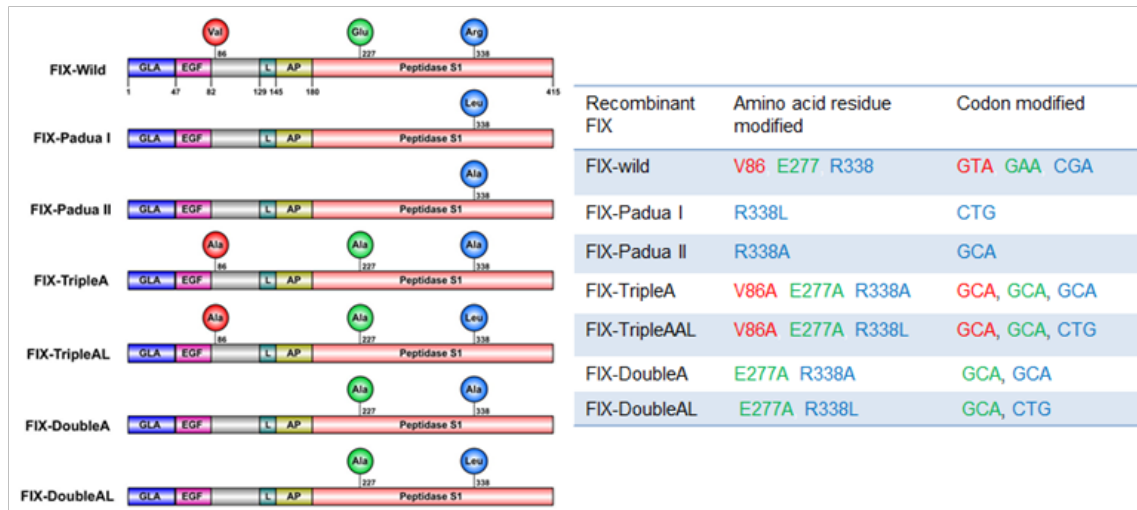 Val Glu Arg
86 227 338
FIX-Wild GLA EGF L AP Peptidase S1
1 47 82 129 145 180 415
Leu
338
FIX-Padua I GLA EGF L AP Peptidase S1
Ala
338
FIX-Padua II GLA EGF L AP Peptidase S1
Ala Ala Ala
86 227 338
FIX-TripleA GLA EGF L AP Peptidase S1
Ala Ala Leu
86 227 338
FIX-TripleAL GLA EGF L AP Peptidase S1
Ala Ala
227 338
FIX-DoubleA GLA EGF L AP Peptidase S1
Ala Leu
227 338
FIX-DoubleAL GLA EGF L AP Peptidase S1
Recombinant Amino acid residue Codon modified
FIX modified
FIX-wild V86 E277 R338 GTA, GAA, CGA
FIX-Padua I R338L CTG
FIX-Padua II R338A GCA
FIX-TripleA V86A E277A R338A GCA, GCA, GCA
FIX-TripleAAL V86A E277A R338L GCA, GCA, CTG
FIX-DoubleA E277A R338A GCA, GCA
FIX-DoubleAL E277A R338L GCA, CTG